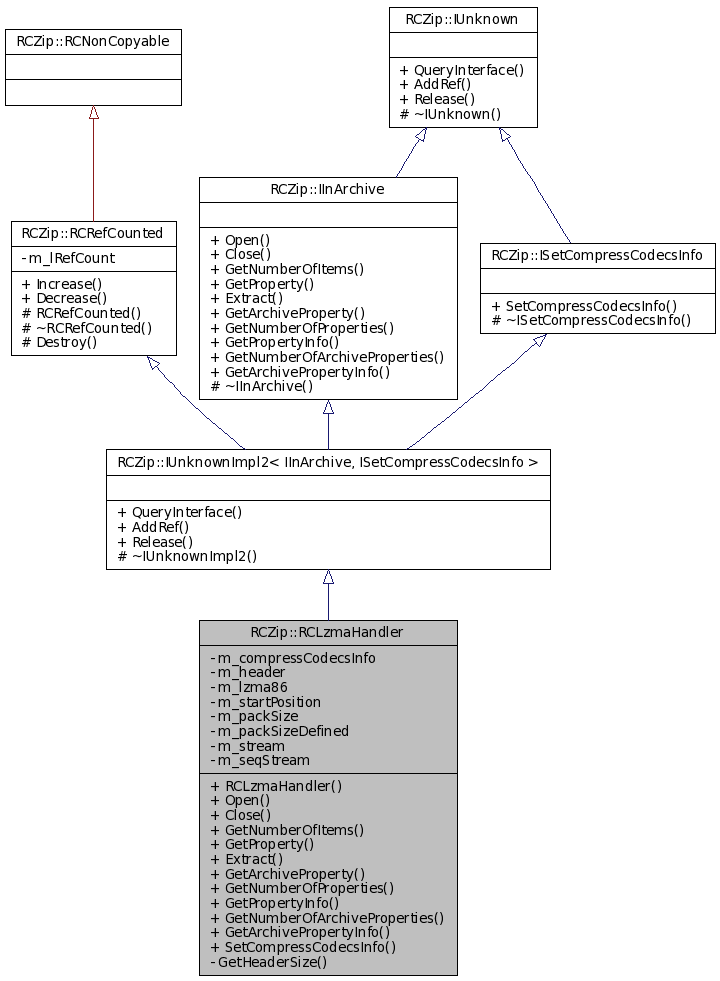 RCZip::IUnknown
+ QueryInterface()
+ AddRef()
+ Release()
# ~IUnknown()
RCZip::RCNonCopyable
RCZip::IInArchive
+ Open()
+ Close()
+ GetNumberOfItems()
+ GetProperty()
+ Extract()
+ GetArchiveProperty()
+ GetNumberOfProperties()
+ GetPropertyInfo()
+ GetNumberOfArchiveProperties()
+ GetArchivePropertyInfo()
# ~IInArchive()
RCZip::RCRefCounted
- m_lRefCount
+ Increase()
+ Decrease()
# RCRefCounted()
# ~RCRefCounted()
# Destroy()
RCZip::ISetCompressCodecsInfo
+ SetCompressCodecsInfo()
# ~ISetCompressCodecsInfo()
RCZip::IUnknownImpl2< IInArchive, ISetCompressCodecsInfo >
+ QueryInterface()
+ AddRef()
+ Release()
# ~IUnknownImpl2()
RCZip::RCLzmaHandler
- m_compressCodecsInfo
- m_header
- m_lzma86
- m_startPosition
- m_packSize
- m_packSizeDefined
- m_stream
- m_seqStream
+ RCLzmaHandler()
+ Open()
+ Close()
+ GetNumberOfItems()
+ GetProperty()
+ Extract()
+ GetArchiveProperty()
+ GetNumberOfProperties()
+ GetPropertyInfo()
+ GetNumberOfArchiveProperties()
+ GetArchivePropertyInfo()
+ SetCompressCodecsInfo()
- GetHeaderSize()